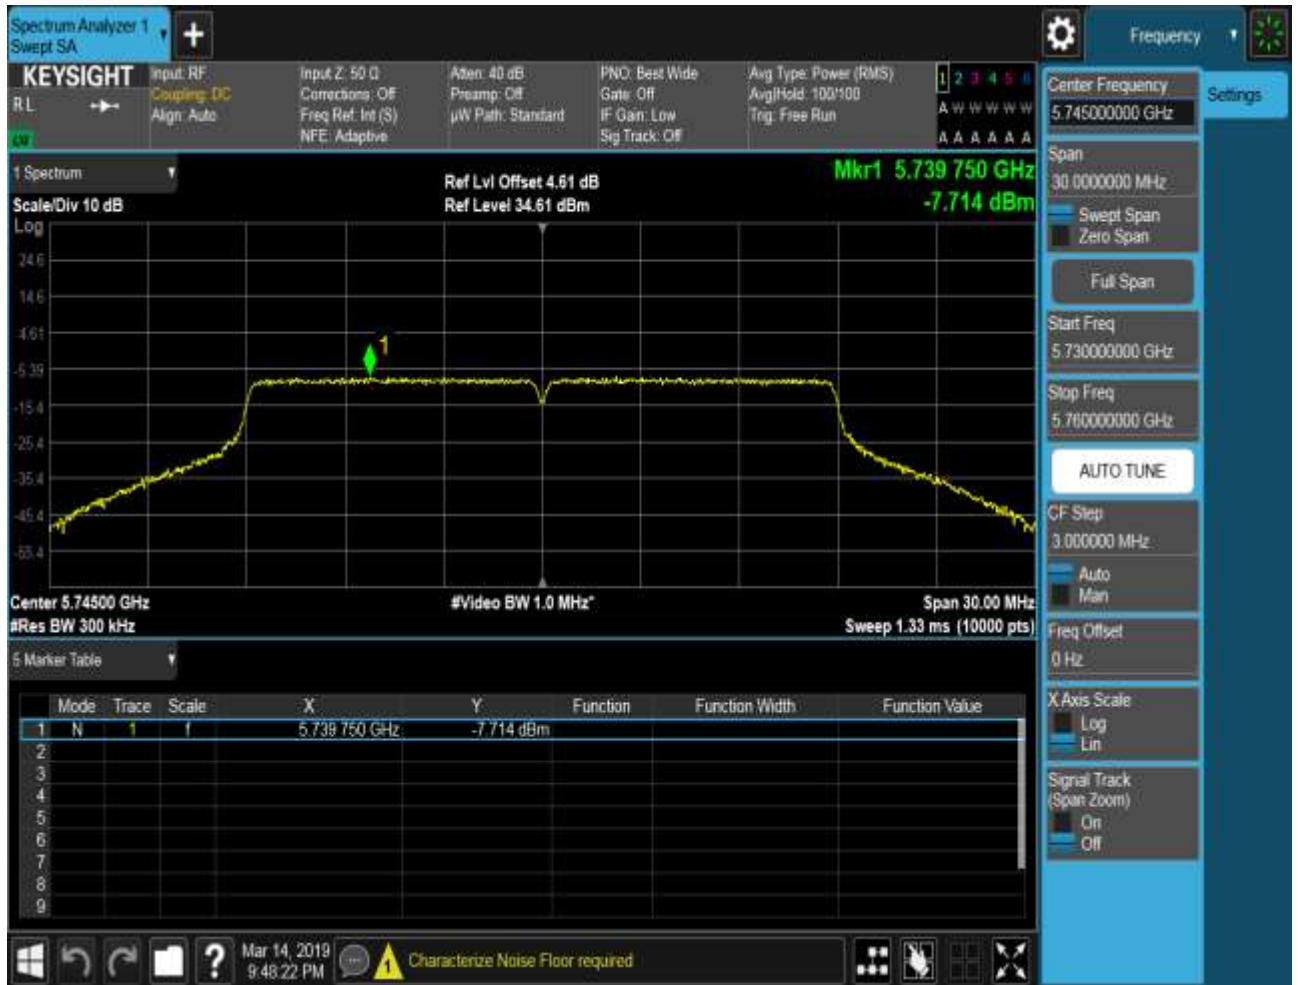 Spectrum Analyzer 1
Swept SA
Frequency
KEYSIGHT
R L
Input: RF
Coupling: DC
Align: Auto
Input Z: 50 Ω
Corrections: Off
Freq Ref: Int (S)
NFE: Adaptive
Atten: 40 dB
Preamp: Off
µW Path: Standard
PNO: Best Wide
Gate: Off
IF Gain: Low
Sig Track: Off
Avg Type: Power (RMS)
Avg|Hold: 100/100
Trig: Free Run
1 2 3 4 5 6
A W W W W W
A A A A A A
1 Spectrum
Scale/Div 10 dB
Ref Lvl Offset 4.61 dB
Ref Level 34.61 dBm
Mkr1 5.739 750 GHz
-7.714 dBm
Log
24.6
14.6
4.61
-5.39
-15.4
-25.4
-35.4
-45.4
-55.4
1
Center 5.74500 GHz
#Res BW 300 kHz
#Video BW 1.0 MHz*
Span 30.00 MHz
Sweep 1.33 ms (10000 pts)
5 Marker Table
Mode Trace Scale X Y Function Function Width Function Value
1 N 1 f 5.739 750 GHz -7.714 dBm
2
3
4
5
6
7
8
9
Mar 14, 2019
9:48:22 PM
?
1
Characterize Noise Floor required
Center Frequency
5.745000000 GHz
Settings
Span
30.0000000 MHz
Swept Span
Zero Span
Full Span
Start Freq
5.730000000 GHz
Stop Freq
5.760000000 GHz
AUTO TUNE
CF Step
3.000000 MHz
Auto
Man
Freq Offset
0 Hz
X Axis Scale
Log
Lin
Signal Track
(Span Zoom)
On
Off